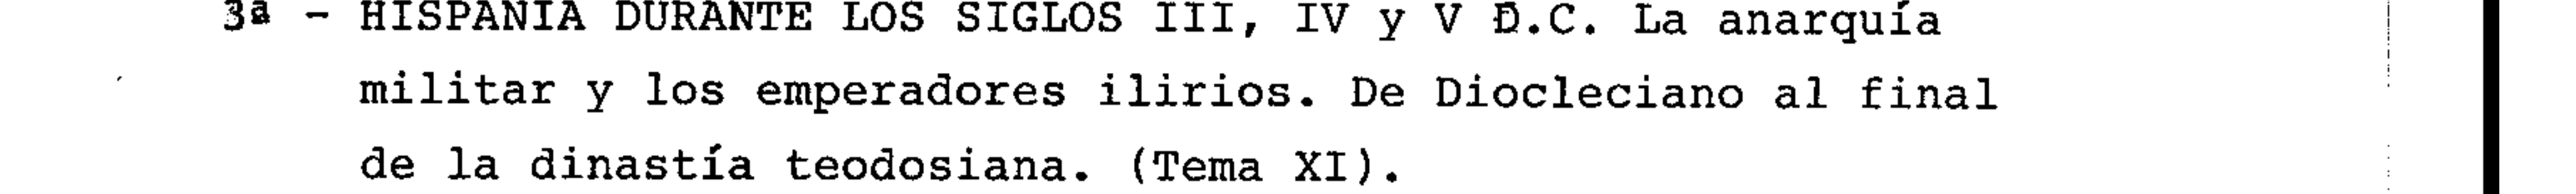 3ª - HISPANIA DURANTE LOS SIGLOS III, IV y V D.C. La anarquía
militar y los emperadores ilirios. De Diocleciano al final
de la dinastía teodosiana. (Tema XI).